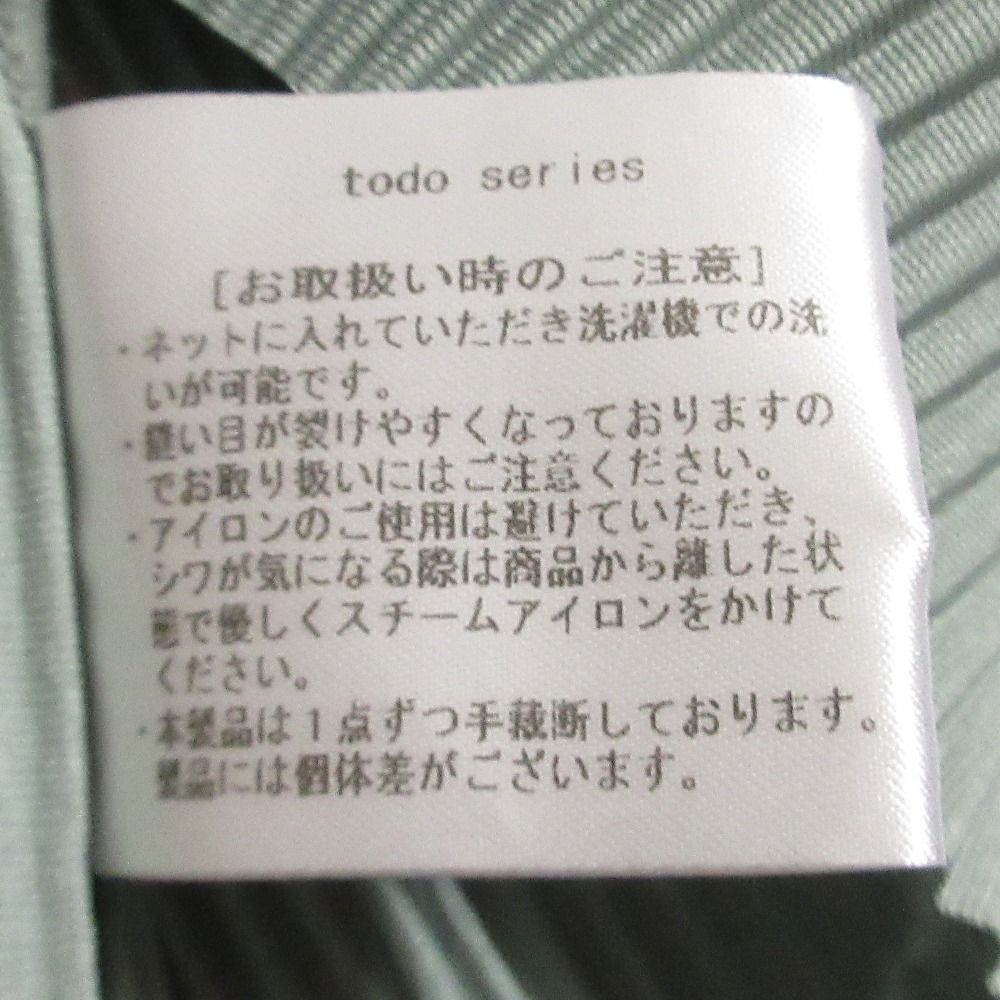 todo series
[お取扱い時のご注意]
・ネットに入れていただき洗濯機での洗
いが可能です。
・縫い目が裂けやすくなっておりますの
でお取り扱いにはご注意ください。
・アイロンのご使用は避けていただき、
シワが気になる際は商品から離した状
態で優しくスチームアイロンをかけて
ください。
・本製品は1点ずつ手裁断しております。
製品には個体差がございます。